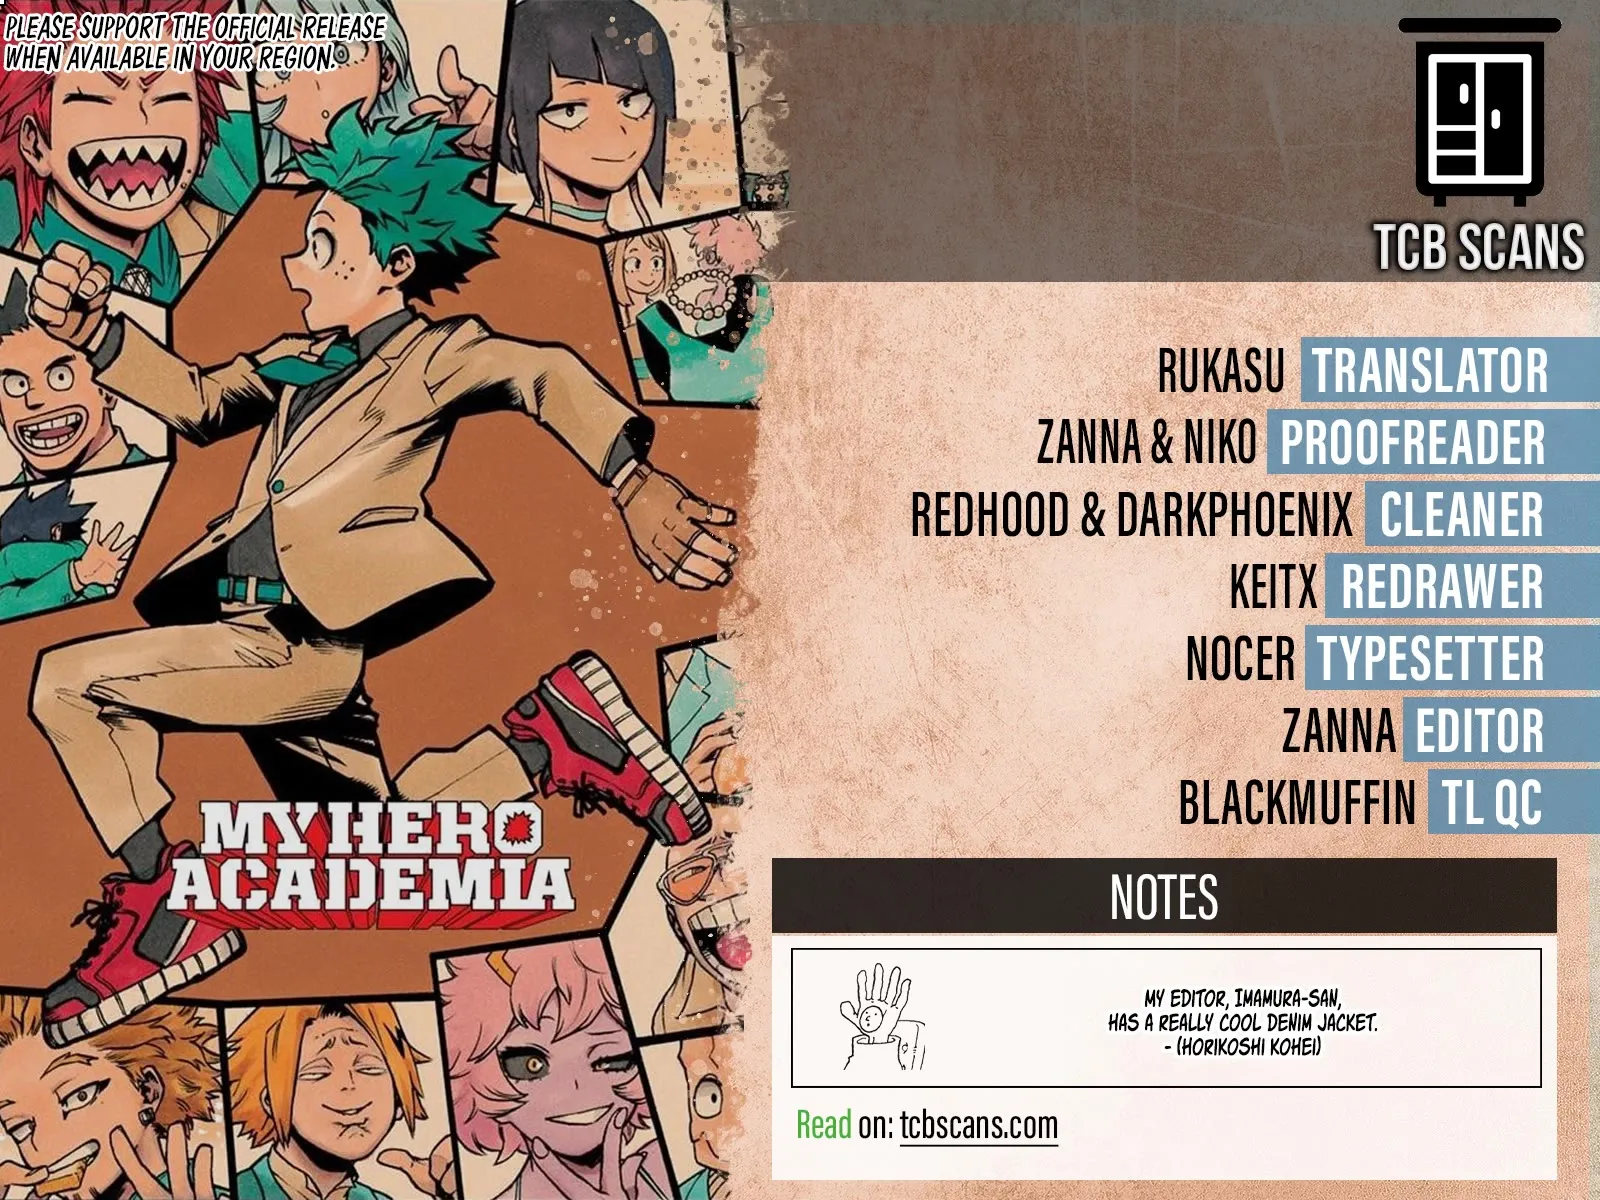 PLEASE SUPPORT THE OFFICIAL RELEASE
WHEN AVAILABLE IN YOUR REGION.
TCB SCANS
RUKASU TRANSLATOR
ZANNA & NIKO PROOFREADER
REDHOOD & DARKPHOENIX CLEANER
KEITX REDRAWER
NOCER TYPESETTER
ZANNA EDITOR
BLACKMUFFIN TL QC
MY HERO
ACADEMIA
NOTES
MY EDITOR, IMAMURA-SAN,
HAS A REALLY COOL DENIM JACKET.
- (HORIKOSHI KOHEI)
Read on: tcbscans.com